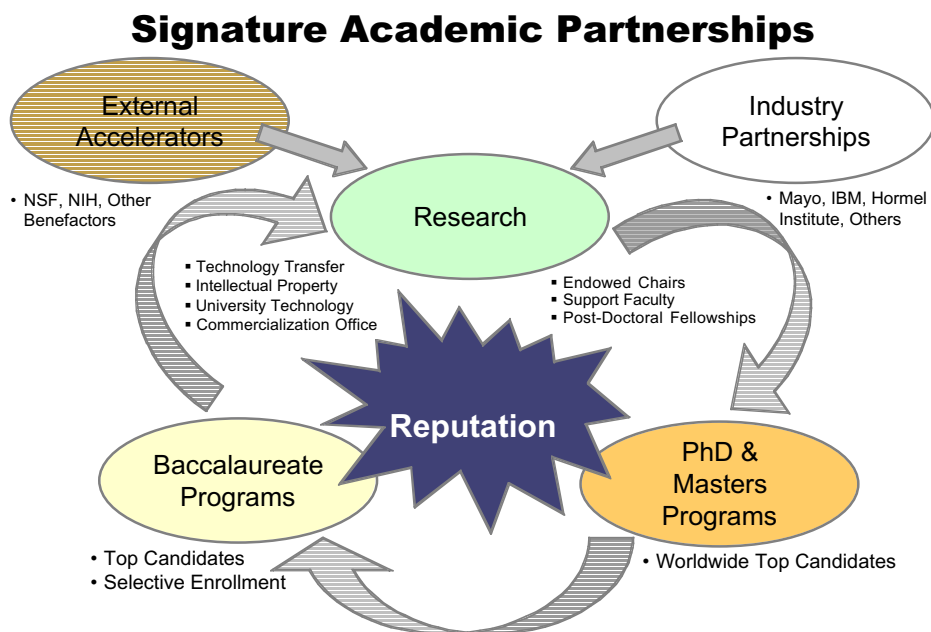 Signature Academic Partnerships
External
Accelerators
Industry
Partnerships
• NSF, NIH, Other
Benefactors
Research
• Mayo, IBM, Hormel
Institute, Others
▪ Technology Transfer
▪ Intellectual Property
▪ University Technology
▪ Commercialization Office
▪ Endowed Chairs
▪ Support Faculty
▪ Post-Doctoral Fellowships
Reputation
Baccalaureate
Programs
PhD &
Masters
Programs
• Top Candidates
• Selective Enrollment
• Worldwide Top Candidates